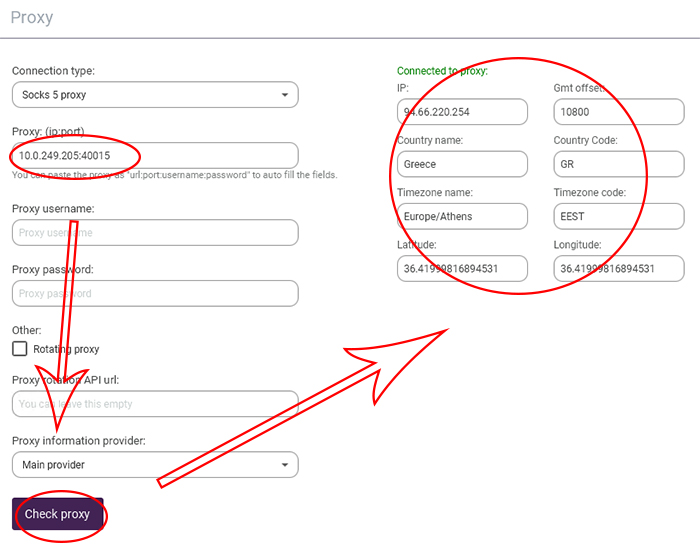 Proxy
Connection type:
Socks 5 proxy
Proxy: (ip:port)
10.0.249.205:40015
You can paste the proxy as "url:port:username:password" to auto fill the fields.
Proxy username:
Proxy username
Proxy password:
Proxy password
Other:
Rotating proxy
Proxy rotation API url:
You can leave this empty
Proxy information provider:
Main provider
Check proxy
Connected to proxy:
IP:
Gmt offset:
94.66.220.254
10800
Country name:
Country Code:
Greece
GR
Timezone name:
Timezone code:
Europe/Athens
EEST
Latitude:
Longitude:
36.41999816894531
36.41999816894531